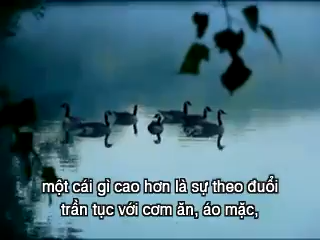 một cái gì cao hơn là sự theo đuổi
trần tục với cơm ăn, áo mặc,